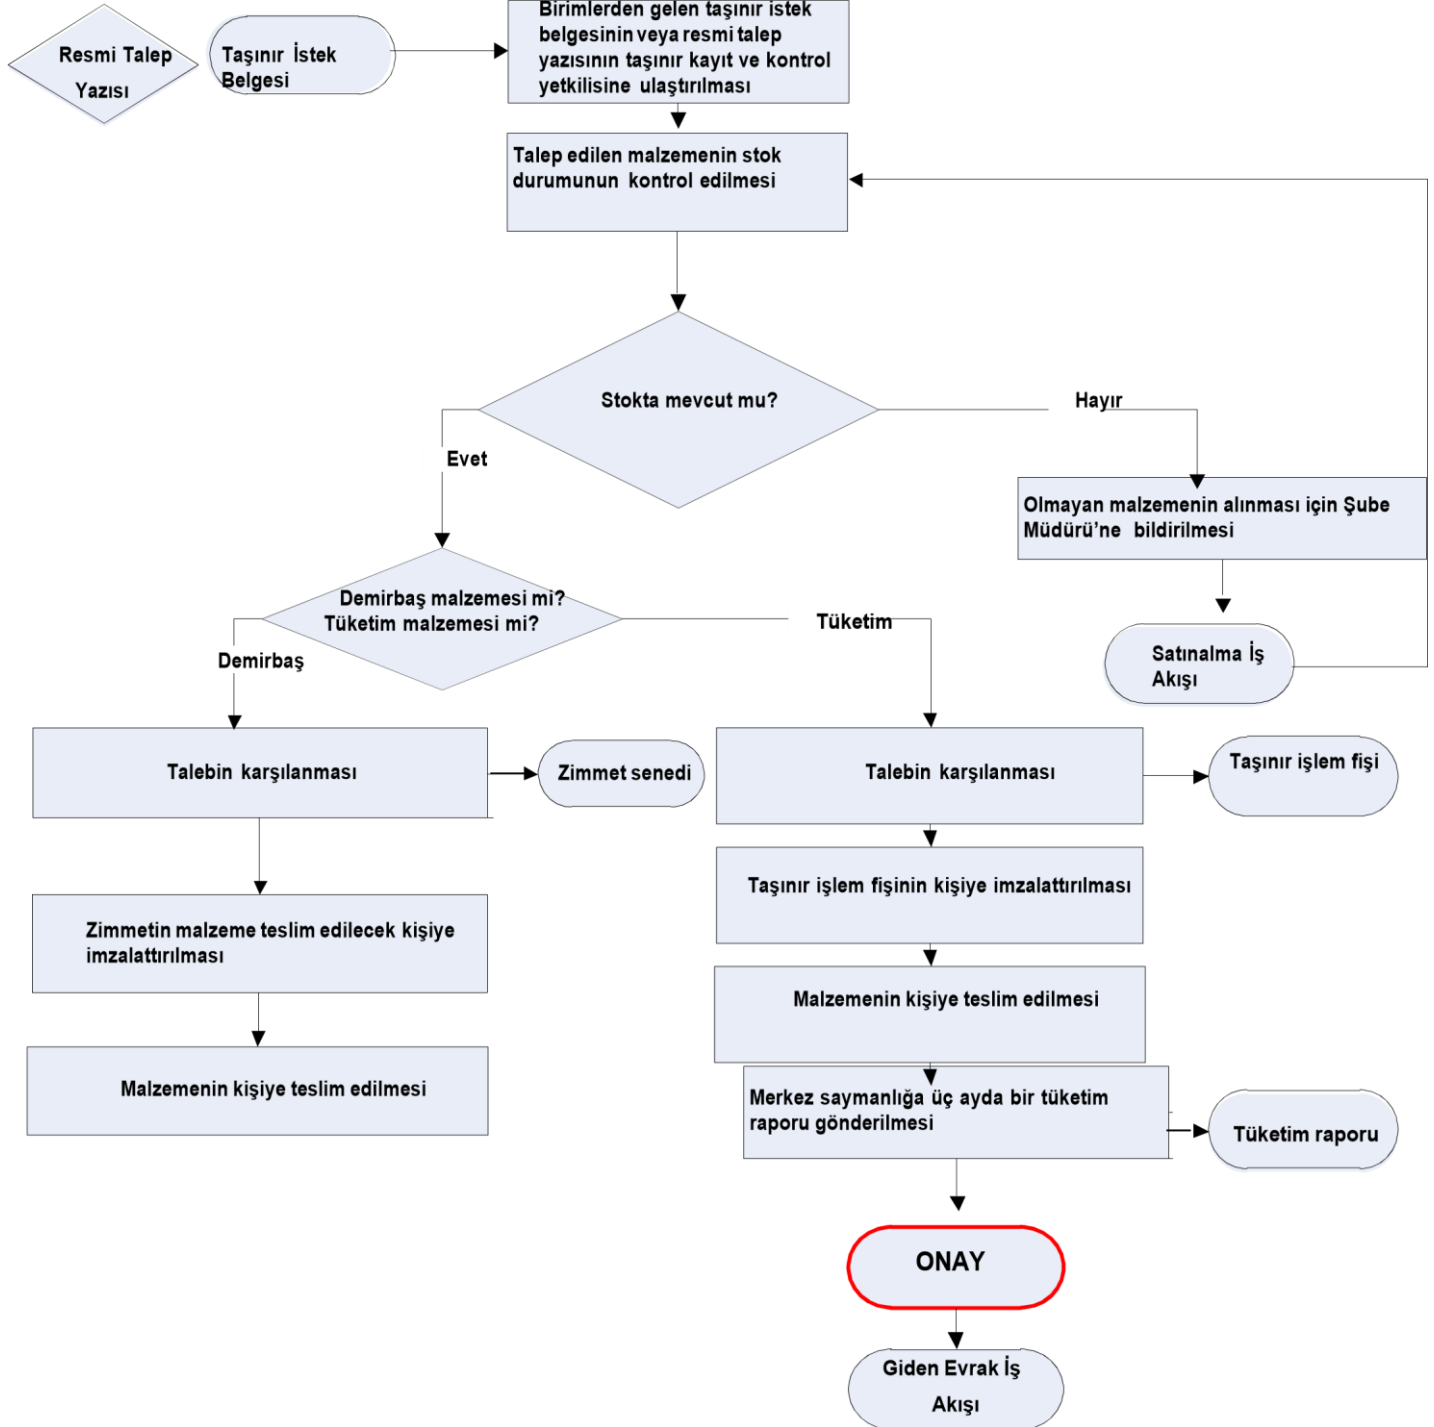 Resmi Talep
Yazısı
Taşınır İstek
Belgesi
Birimlerden gelen taşınır istek
belgesinin veya resmi talep
yazısının taşınır kayıt ve kontrol
yetkilisine ulaştırılması
Talep edilen malzemenin stok
durumunun kontrol edilmesi
Stokta mevcut mu?
Hayır
Evet
Olmayan malzemenin alınması için Şube
Müdürü’ne bildirilmesi
Demirbaş malzemesi mi?
Tüketim malzemesi mi?
Tüketim
Demirbaş
Satınalma İş
Akışı
Talebin karşılanması
Zimmet senedi
Talebin karşılanması
Taşınır işlem fişi
Taşınır işlem fişinin kişiye imzalattırılması
Zimmetin malzeme teslim edilecek kişiye
imzalattırılması
Malzemenin kişiye teslim edilmesi
Malzemenin kişiye teslim edilmesi
Merkez saymanlığa üç ayda bir tüketim
raporu gönderilmesi
Tüketim raporu
ONAY
Giden Evrak İş
Akışı